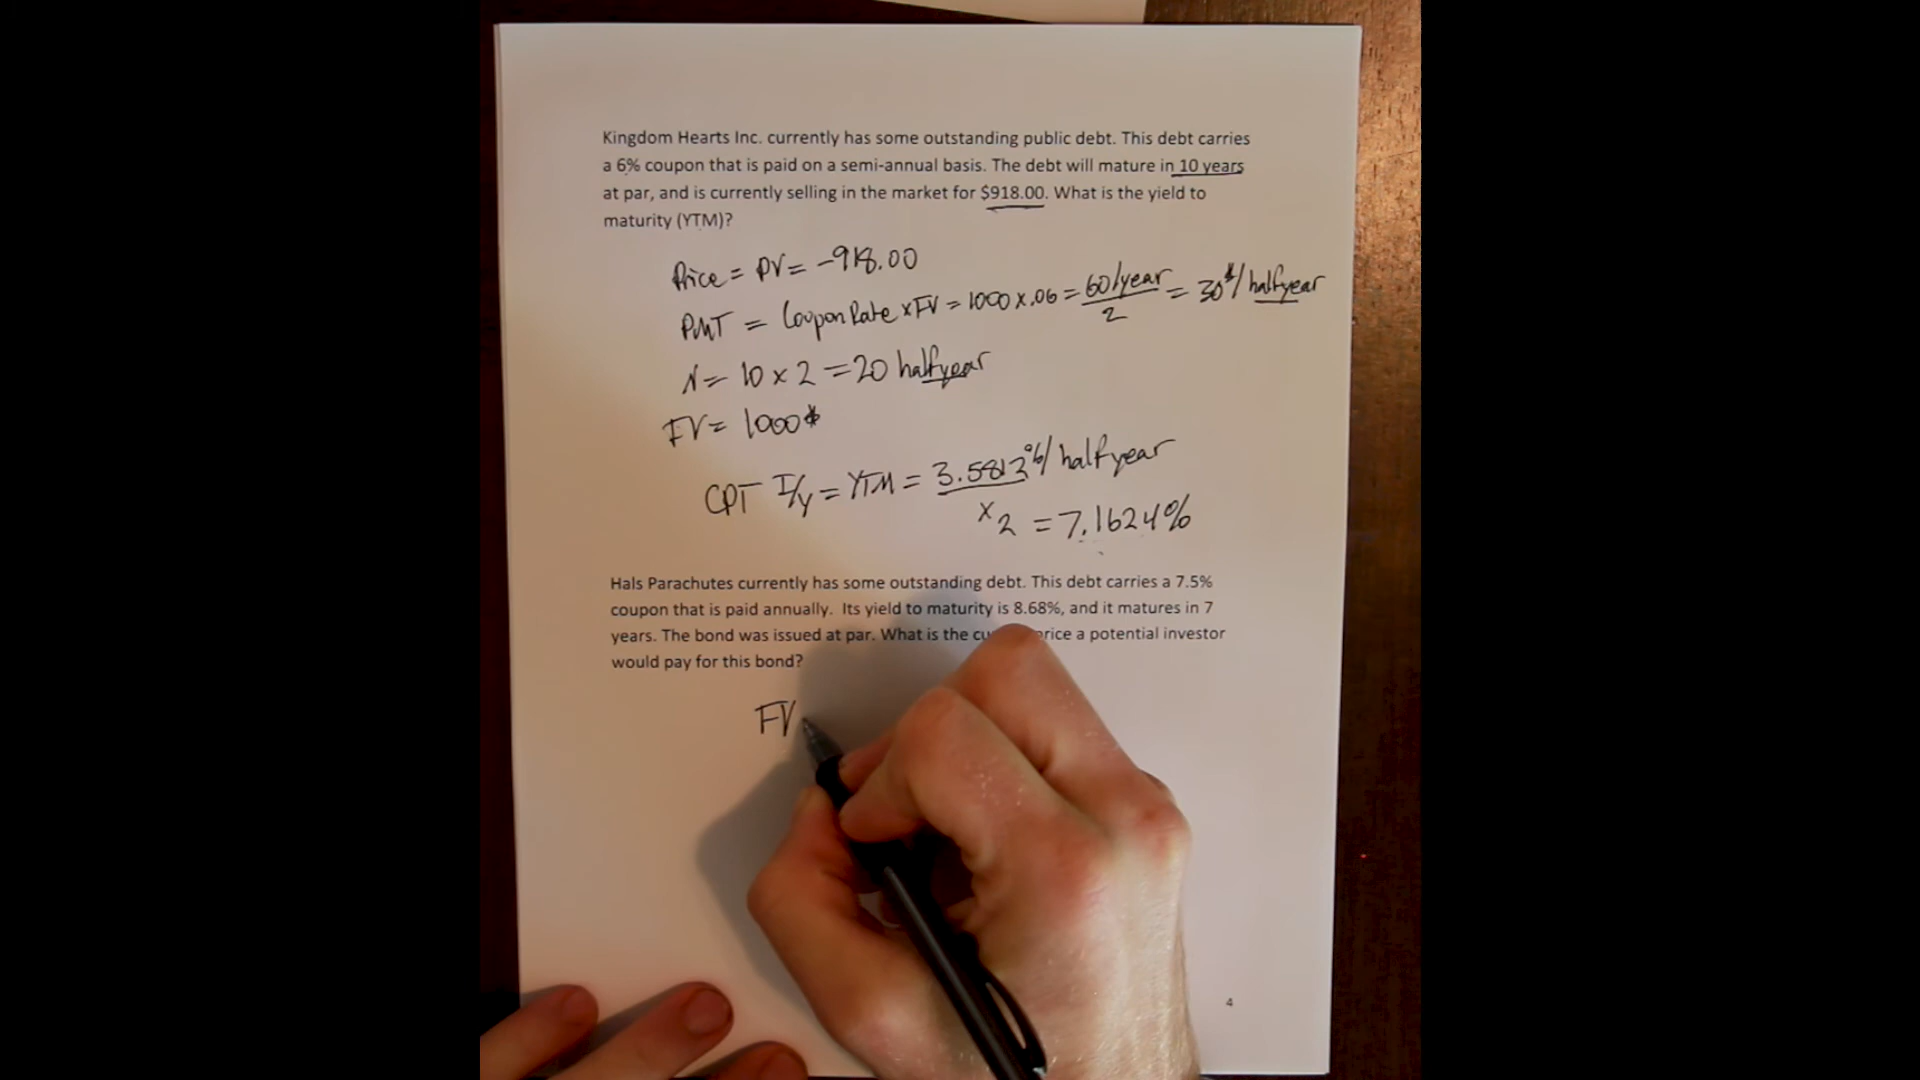 Kingdom Hearts Inc. currently has some outstanding public debt. This debt carries
a 6% coupon that is paid on a semi-annual basis. The debt will mature in 10 years
at par, and is currently selling in the market for $918.00. What is the yield to
maturity (YTM)?
Price = PV = -918.00
PMT = Coupon Rate x FV = 1000 x .06 = 60/year / 2 = 30$/halfyear
N = 10 x 2 = 20 halfyear
FV = 1000$
CPT I/y = YTM = 3.5812%/halfyear
x 2 = 7.1624%
Hals Parachutes currently has some outstanding debt. This debt carries a 7.5%
coupon that is paid annually. Its yield to maturity is 8.68%, and it matures in 7
years. The bond was issued at par. What is the price a potential investor
would pay for this bond?
FV
4